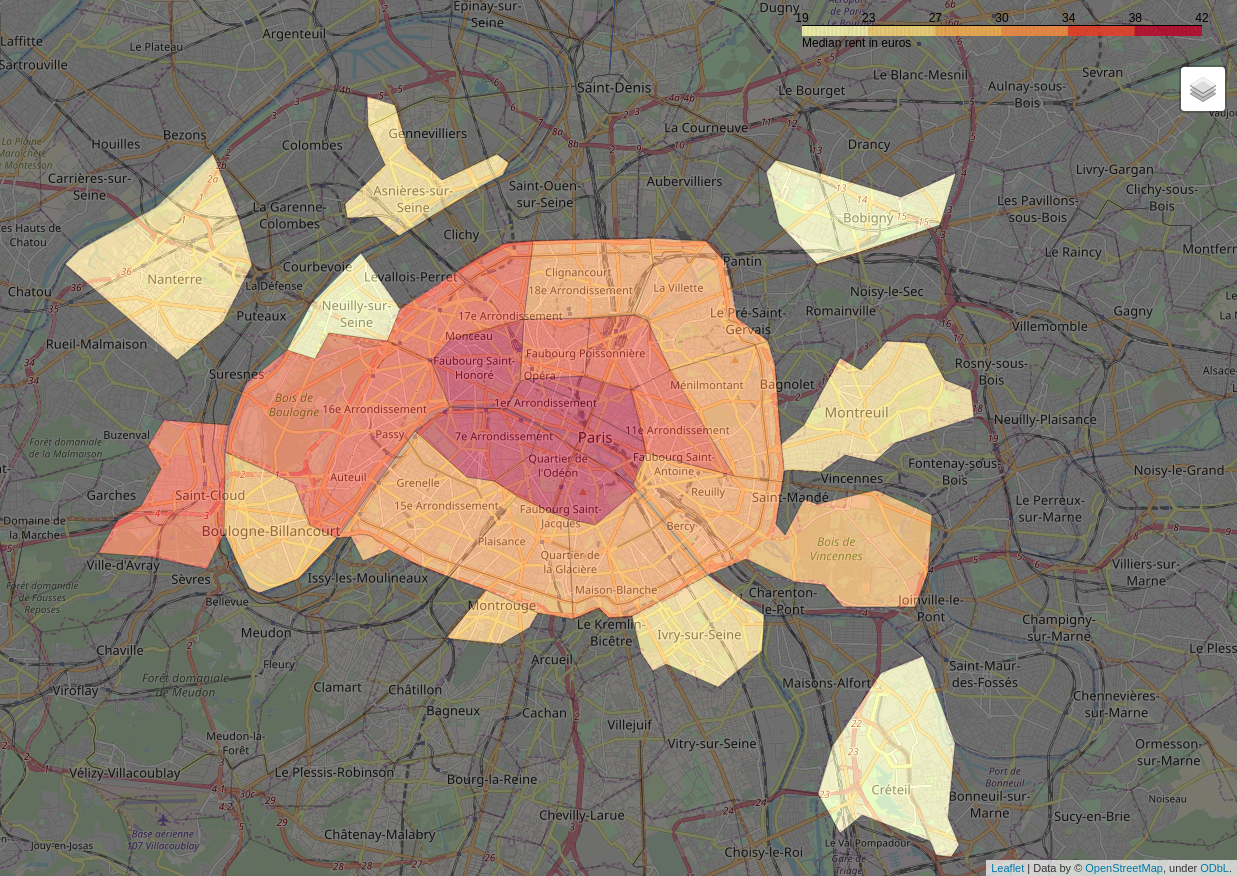 Épinay-sur-
Seine
Dugny
Aéroport
de Paris-
Le Bourget
19 23 27 30 34 38 42
Median rent in euros
Laffitte
Argenteuil
Le Plateau
Sartrouville
Saint-Denis
Le Blanc-Mesnil
Sevran
Le Bourget
Aulnay-sous-
Bois
Bezons
Houilles
Colombes
Gennevilliers
La Courneuve
Drancy
La Plaine
Maraîchère
Montesson
Carrières-sur-
Seine
Asnières-sur-
Seine
Saint-Ouen-
sur-Seine
Aubervilliers
Livry-Gargan
Clichy-sous-
Bois
Les Pavillons-
sous-Bois
La Garenne-
Colombes
Bobigny
es Hauts de
Chatou
Clichy
Le Raincy
Montferm
Pantin
Nanterre
Courbevoie
Levallois-Perret
La Défense
Clignancourt
18e Arrondissement
La Villette
Chatou
Noisy-le-Sec
Puteaux
Neuilly-sur-
Seine
17e Arrondissement
Le Pré-Saint-
Gervais
Romainville
Gagny
Villemomble
Monceau
Rueil-Malmaison
Faubourg Poissonnière
Faubourg Saint-
Honoré
Rosny-sous-
Bois
Suresnes
Opéra
Ménilmontant
Bagnolet
Alsace-
Bois de
Boulogne
16e Arrondissement
1er Arrondissement
Montreuil
Neuilly-Plaisance
Buzenval
Passy
7e Arrondissement
Paris
11e Arrondissement
Forêt domaniale
de la Malmaison
Quartier de
l'Odéon
Faubourg Saint-
Antoine
Fontenay-sous-
Bois
Noisy-le-Grand
Auteuil
Grenelle
Vincennes
Garches
Saint-Cloud
15e Arrondissement
Reuilly
Saint-Mandé
Le Perreux-
sur-Marne
Domaine de
la Marche
Boulogne-Billancourt
Faubourg Saint-
Jacques
Bercy
Plaisance
Bois de
Vincennes
Ville-d'Avray
Quartier de
la Glacière
Villiers-sur-
Marne
Sèvres
Issy-les-Moulineaux
Maison-Blanche
Forêt domaniale
de Fausses
Reposes
Charenton-
le-Pont
Bellevue
Montrouge
Joinville-le-
Pont
Meudon
Le Kremlin-
Bicêtre
Ivry-sur-Seine
Champigny-
sur-Marne
Chaville
Fleury
Arcueil
Le Pless
Forêt domaniale
de Meudon
Viroflay
Clamart
Châtillon
Maisons-Alfort
Saint-Maur-
des-Fossés
Bagneux
Cachan
Villejuif
Chennevières-
sur-Marne
Meudon-la-
Forêt
Vitry-sur-Seine
Ormesson-
sur-Marne
Vélizy-Villacoublay
Le Plessis-Robinson
Bourg-la-Reine
Port de
Bonneuil
Créteil
Bonneuil-sur-
Marne
Noiseau
Chevilly-Larue
Sucy-en-Brie
Base aérienne
107 Villacoublay
Châtenay-Malabry
Jouy-en-Josas
Choisy-le-Roi
Le Val Pompadour
Gare de
Triage
Leaflet | Data by © OpenStreetMap, under ODbL.